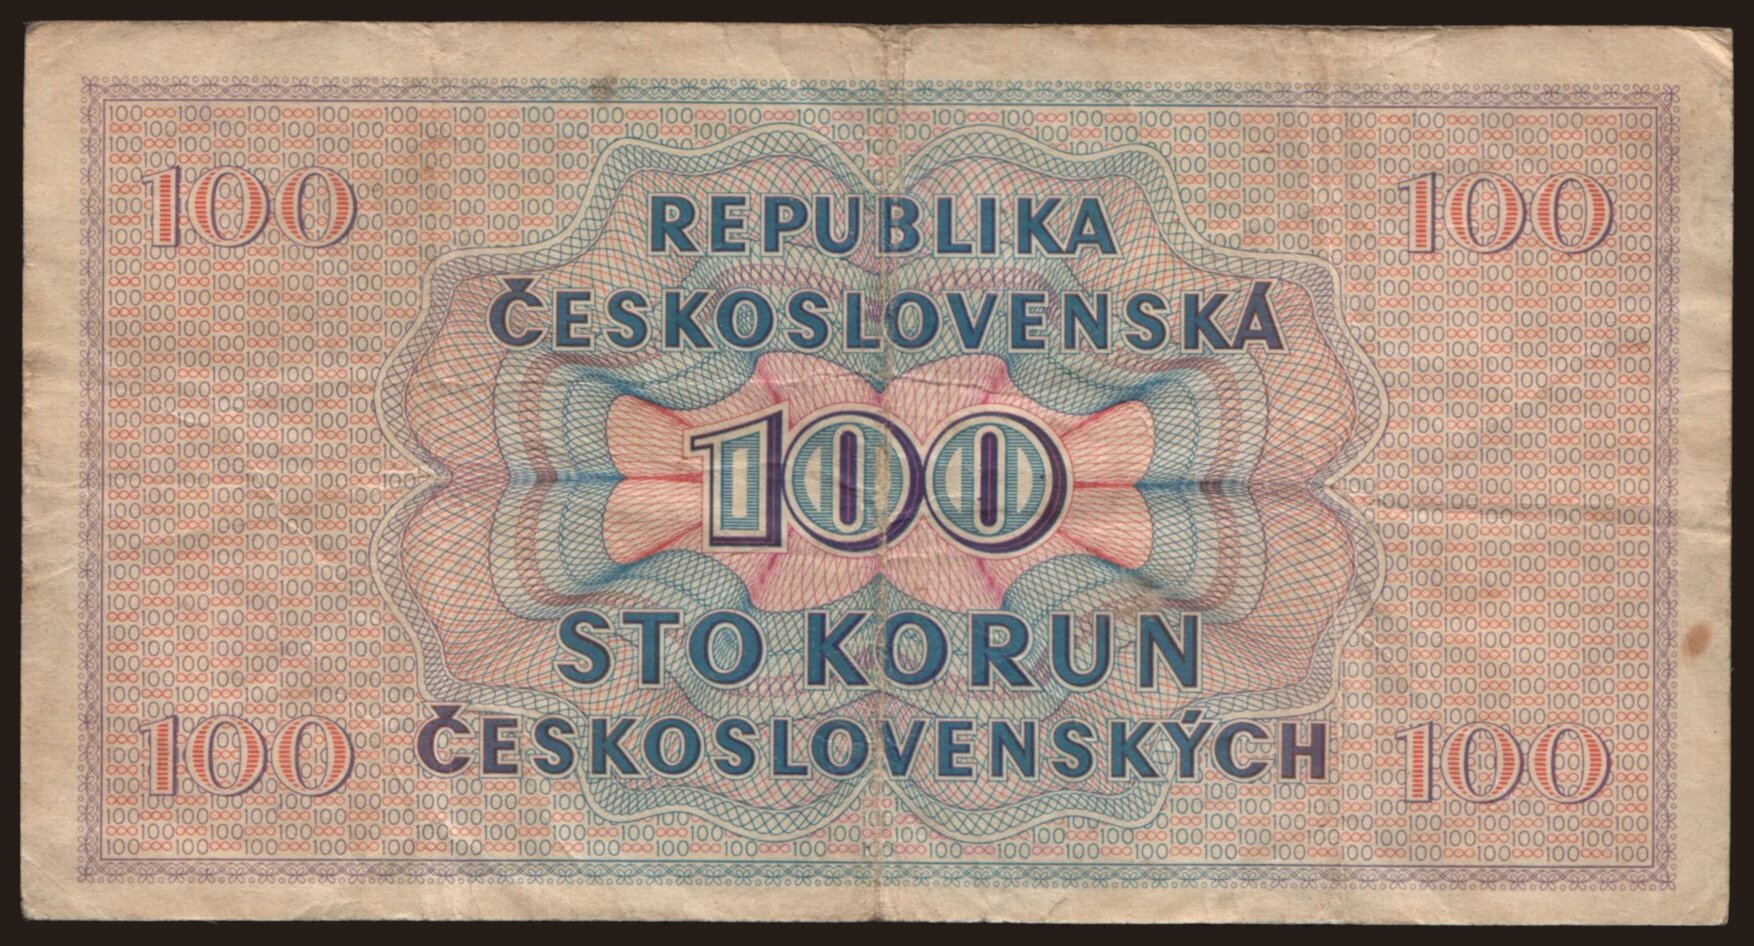 100 100
REPUBLIKA
ČESKOSLOVENSKÁ
100
STO KORUN
ČESKOSLOVENSKÝCH
100 100